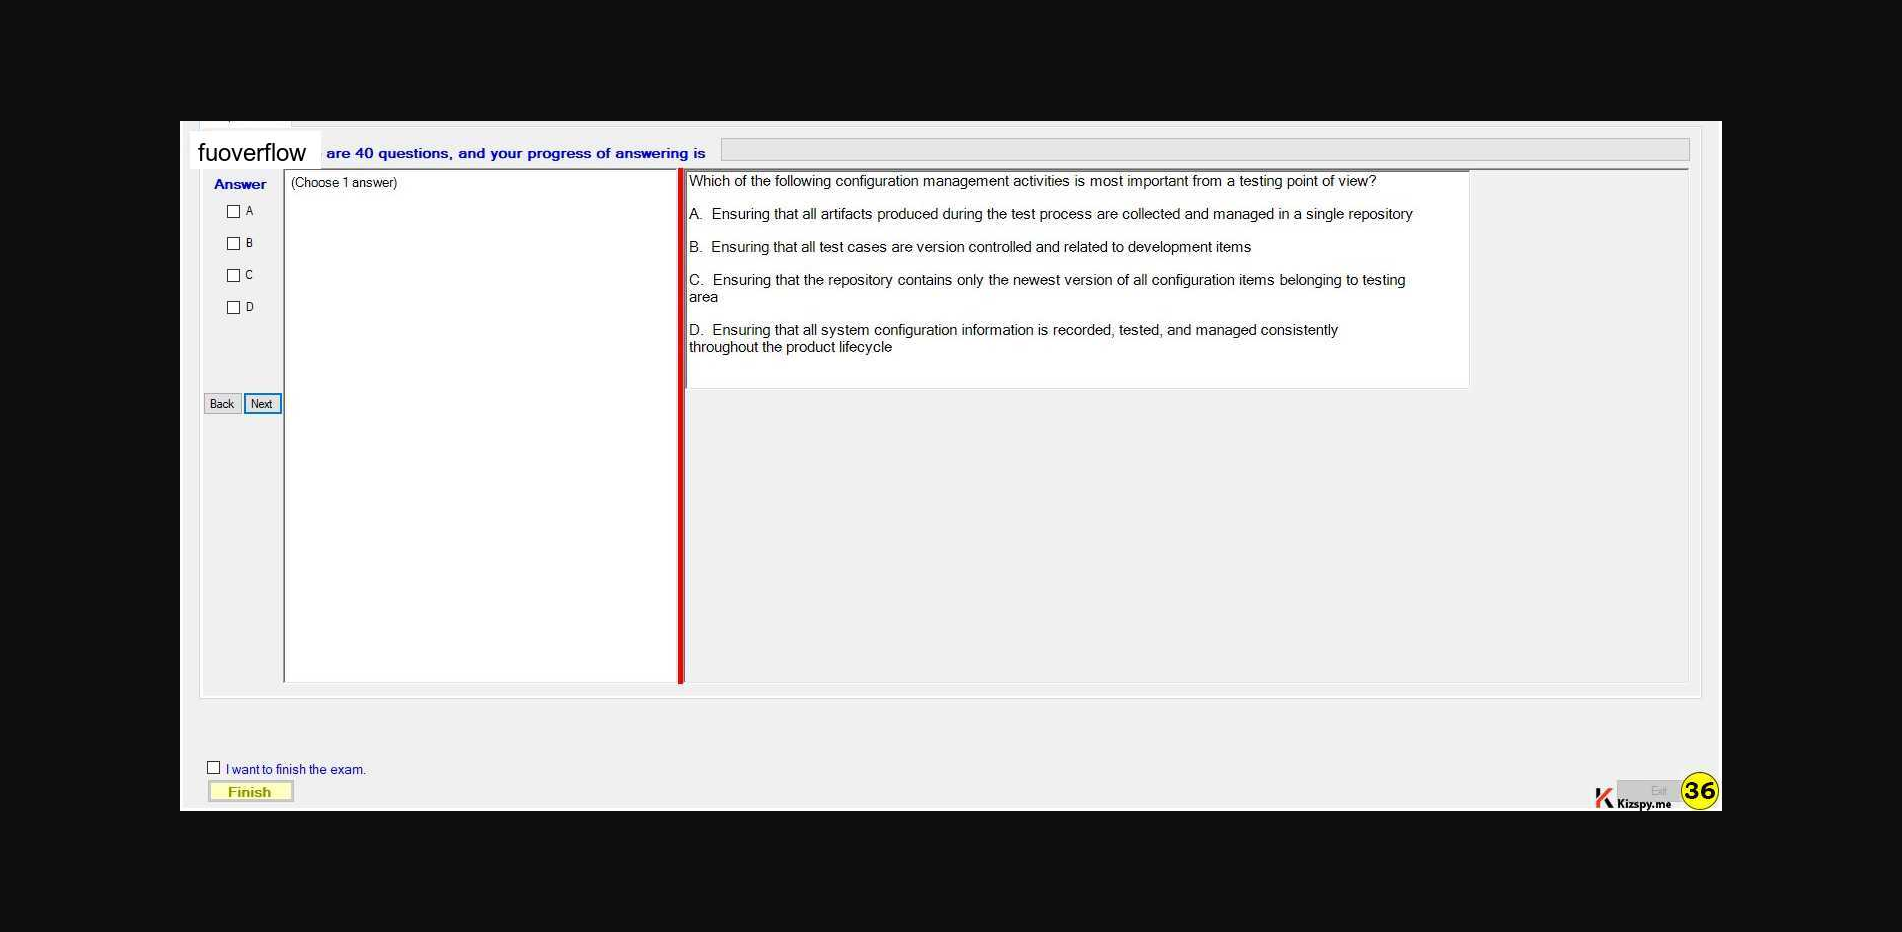 fuoverflow are 40 questions, and your progress of answering is
Answer
(Choose 1 answer)
A
B
C
D
Back Next
Which of the following configuration management activities is most important from a testing point of view?
A. Ensuring that all artifacts produced during the test process are collected and managed in a single repository
B. Ensuring that all test cases are version controlled and related to development items
C. Ensuring that the repository contains only the newest version of all configuration items belonging to testing
area
D. Ensuring that all system configuration information is recorded, tested, and managed consistently
throughout the product lifecycle
I want to finish the exam.
Finish
Exit
Kizspy.me
36